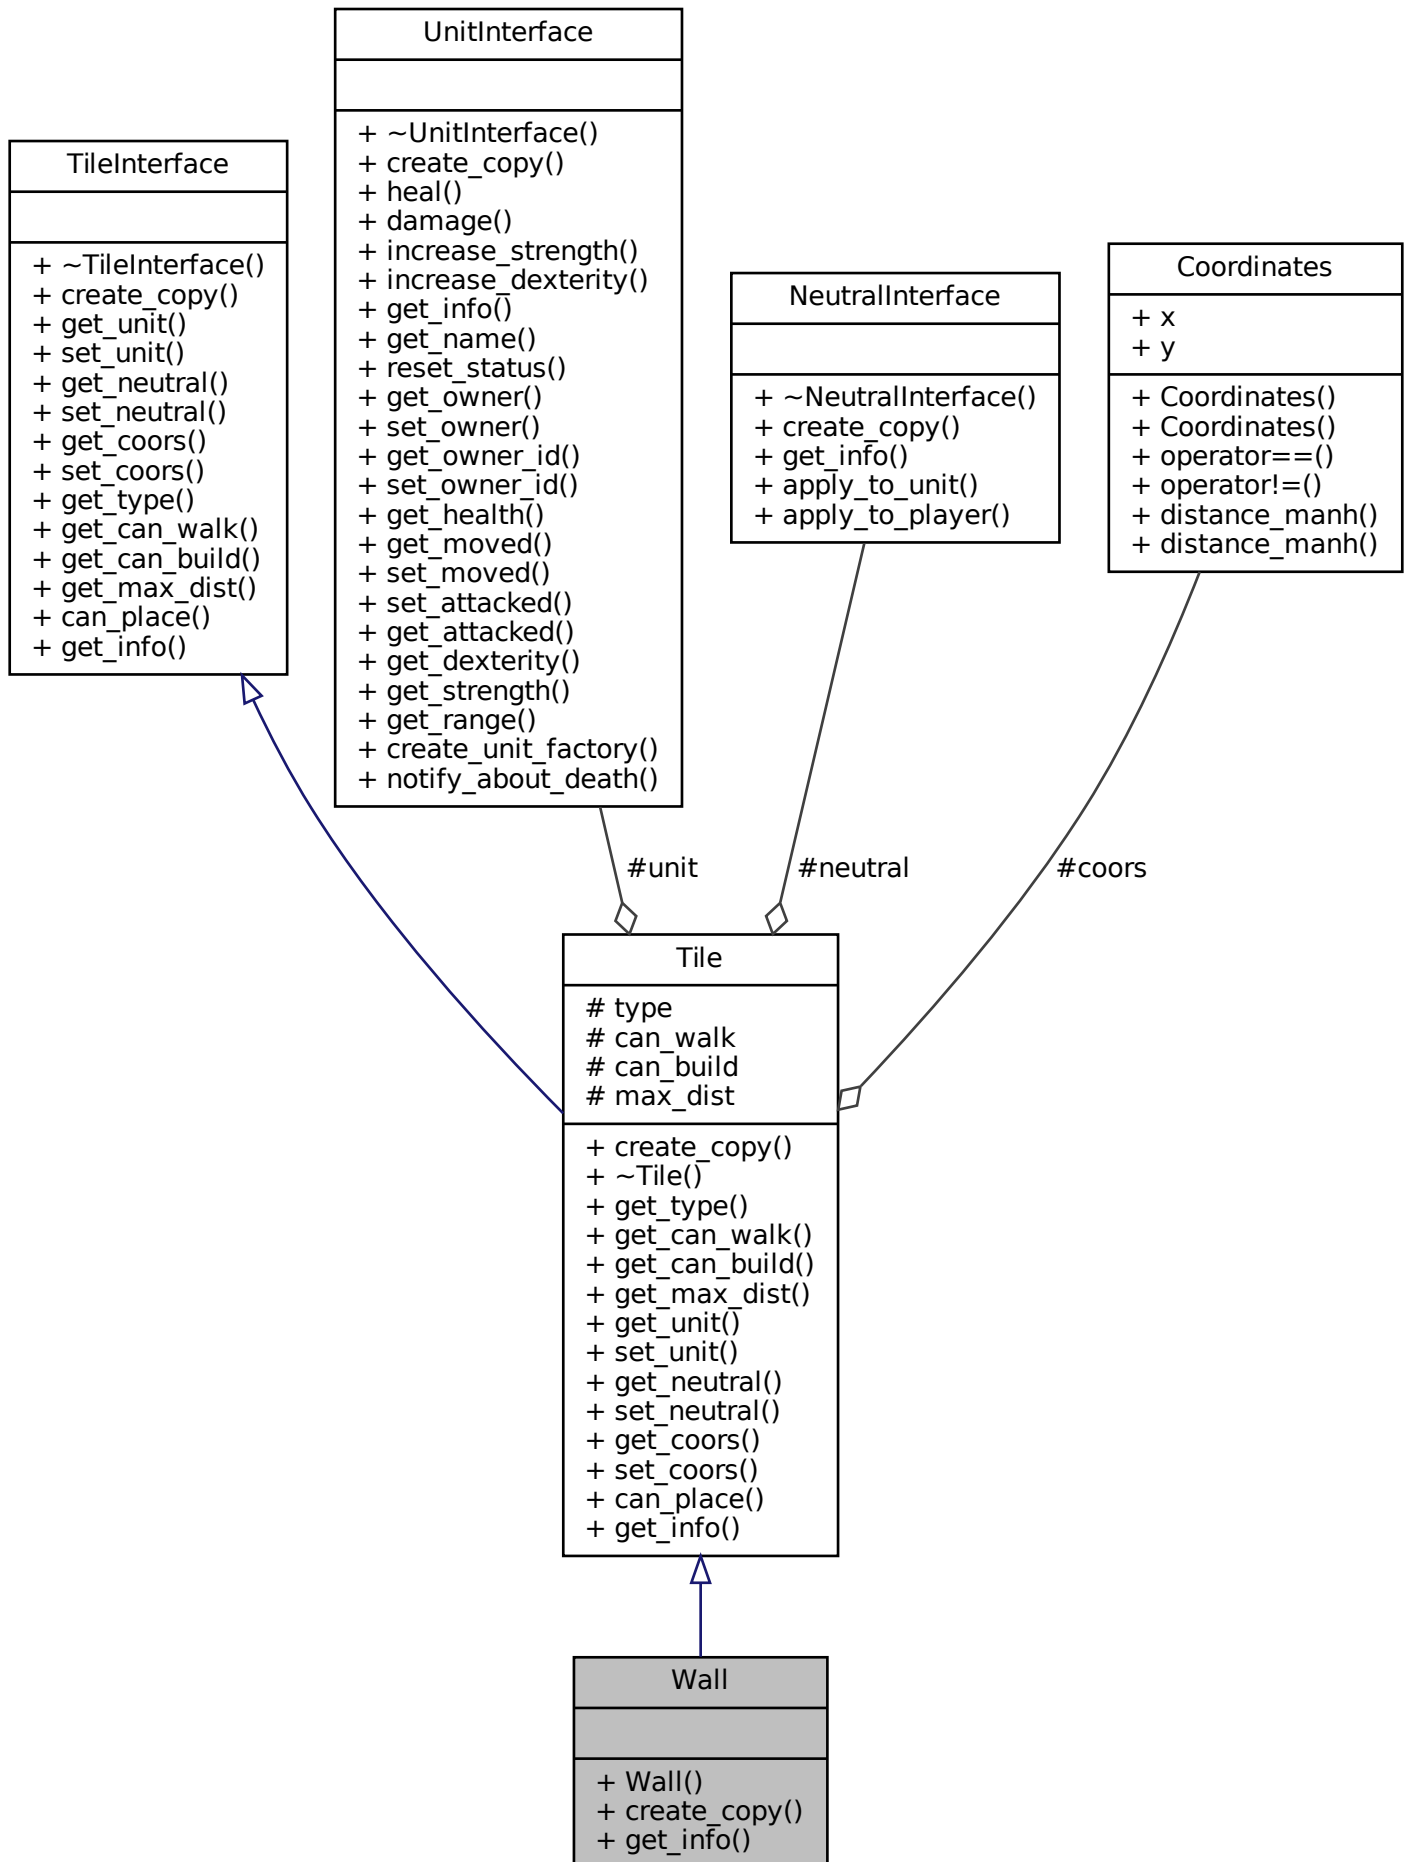 UnitInterface
+ ~UnitInterface()
+ create_copy()
+ heal()
+ damage()
+ increase_strength()
+ increase_dexterity()
+ get_info()
+ get_name()
+ reset_status()
+ get_owner()
+ set_owner()
+ get_owner_id()
+ set_owner_id()
+ get_health()
+ get_moved()
+ set_moved()
+ set_attacked()
+ get_attacked()
+ get_dexterity()
+ get_strength()
+ get_range()
+ create_unit_factory()
+ notify_about_death()
TileInterface
+ ~TileInterface()
+ create_copy()
+ get_unit()
+ set_unit()
+ get_neutral()
+ set_neutral()
+ get_coors()
+ set_coors()
+ get_type()
+ get_can_walk()
+ get_can_build()
+ get_max_dist()
+ can_place()
+ get_info()
NeutralInterface
+ ~NeutralInterface()
+ create_copy()
+ get_info()
+ apply_to_unit()
+ apply_to_player()
Coordinates
+ x
+ y
+ Coordinates()
+ Coordinates()
+ operator==()
+ operator!=()
+ distance_manh()
+ distance_manh()
#unit
#neutral
#coors
Tile
# type
# can_walk
# can_build
# max_dist
+ create_copy()
+ ~Tile()
+ get_type()
+ get_can_walk()
+ get_can_build()
+ get_max_dist()
+ get_unit()
+ set_unit()
+ get_neutral()
+ set_neutral()
+ get_coors()
+ set_coors()
+ can_place()
+ get_info()
Wall
+ Wall()
+ create_copy()
+ get_info()